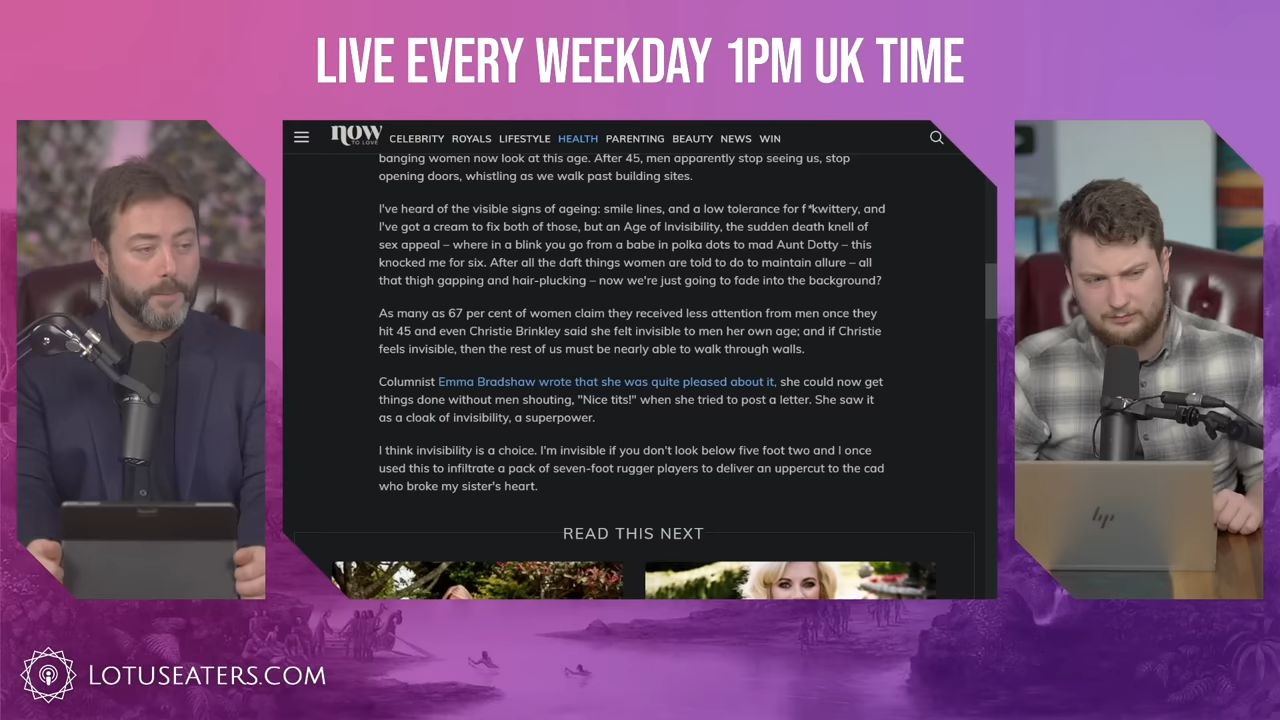 LIVE EVERY WEEKDAY 1PM UK TIME
now
TO LOVE
CELEBRITY ROYALS LIFESTYLE HEALTH PARENTING BEAUTY NEWS WIN
banging women now look at this age. After 45, men apparently stop seeing us, stop
opening doors, whistling as we walk past building sites.
I've heard of the visible signs of ageing: smile lines, and a low tolerance for f*kwittery, and
I've got a cream to fix both of those, but an Age of Invisibility, the sudden death knell of
sex appeal – where in a blink you go from a babe in polka dots to mad Aunt Dotty – this
knocked me for six. After all the daft things women are told to do to maintain allure – all
that thigh gapping and hair-plucking – now we're just going to fade into the background?
As many as 67 per cent of women claim they received less attention from men once they
hit 45 and even Christie Brinkley said she felt invisible to men her own age; and if Christie
feels invisible, then the rest of us must be nearly able to walk through walls.
Columnist Emma Bradshaw wrote that she was quite pleased about it, she could now get
things done without men shouting, "Nice tits!" when she tried to post a letter. She saw it
as a cloak of invisibility, a superpower.
I think invisibility is a choice. I'm invisible if you don't look below five foot two and I once
used this to infiltrate a pack of seven-foot rugger players to deliver an uppercut to the cad
who broke my sister's heart.
READ THIS NEXT
hp
LOTUSEATERS.COM